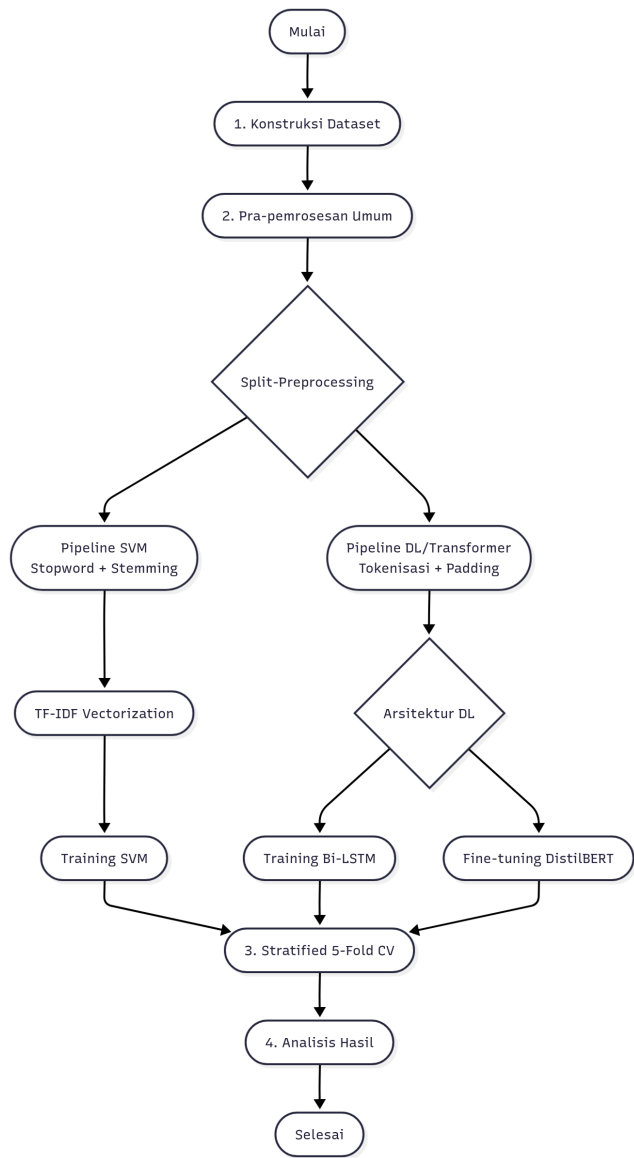 Mulai
1. Konstruksi Dataset
2. Pra-pemrosesan Umum
Split-Preprocessing
Pipeline SVM
Stopword + Stemming
Pipeline DL/Transformer
Tokenisasi + Padding
TF-IDF Vectorization
Arsitektur DL
Training SVM
Training Bi-LSTM
Fine-tuning DistilBERT
3. Stratified 5-Fold CV
4. Analisis Hasil
Selesai